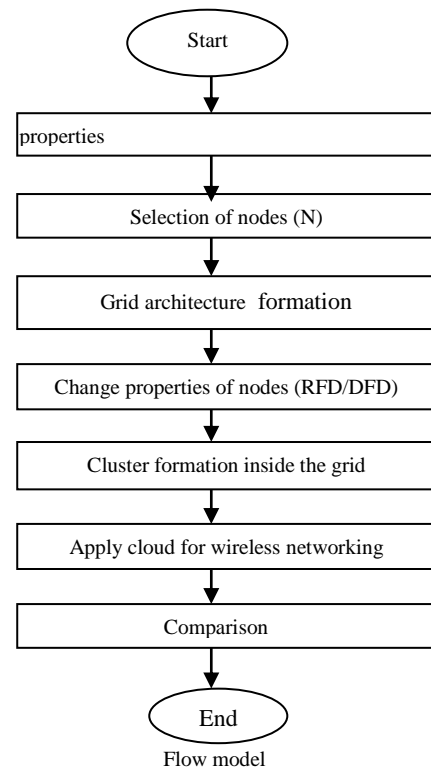 Start
properties
Selection of nodes (N)
Grid architecture formation
Change properties of nodes (RFD/DFD)
Cluster formation inside the grid
Apply cloud for wireless networking
Comparison
End
Flow model